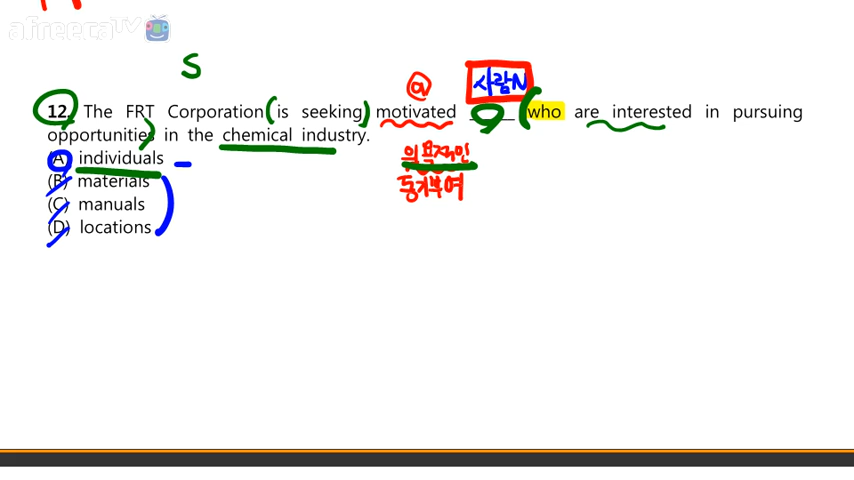 afreecaTV
S
ⓐ 사람N
12. The FRT Corporation (is seeking) motivated ____ (who are interested in pursuing
opportunities) in the chemical industry.
(A) individuals
의욕적인
(B) materials
동기부여
(C) manuals
(D) locations